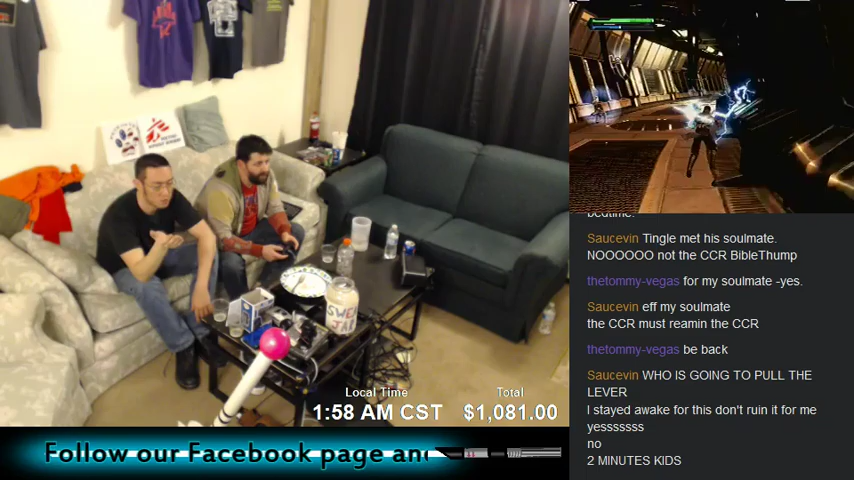 SWEAR
JAR
Local Time
Total
1:58 AM CST
$1,081.00
Follow our Facebook page and
Saucevin Tingle met his soulmate.
NOOOOOO not the CCR BibleThump
thetommy-vegas for my soulmate -yes.
Saucevin eff my soulmate
the CCR must reamin the CCR
thetommy-vegas be back
Saucevin WHO IS GOING TO PULL THE
LEVER
I stayed awake for this don't ruin it for me
yesssssss
no
2 MINUTES KIDS